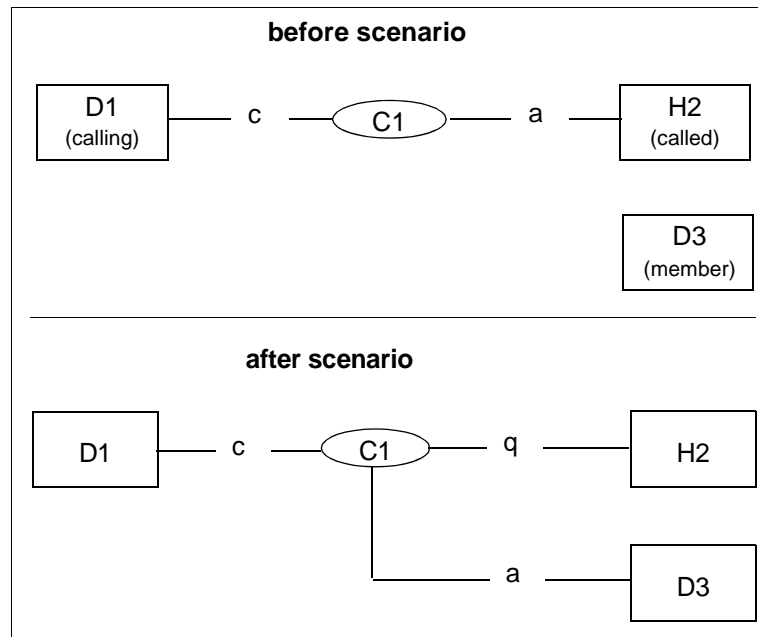 before scenario
D1
(calling)
c
C1
a
H2
(called)
D3
(member)
after scenario
D1
c
C1
q
H2
a
D3